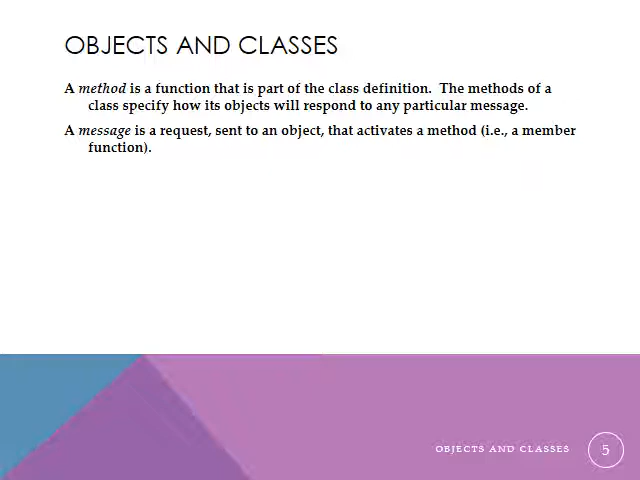 OBJECTS AND CLASSES
A method is a function that is part of the class definition.  The methods of a
class specify how its objects will respond to any particular message.
A message is a request, sent to an object, that activates a method (i.e., a member
function).
OBJECTS AND CLASSES
5